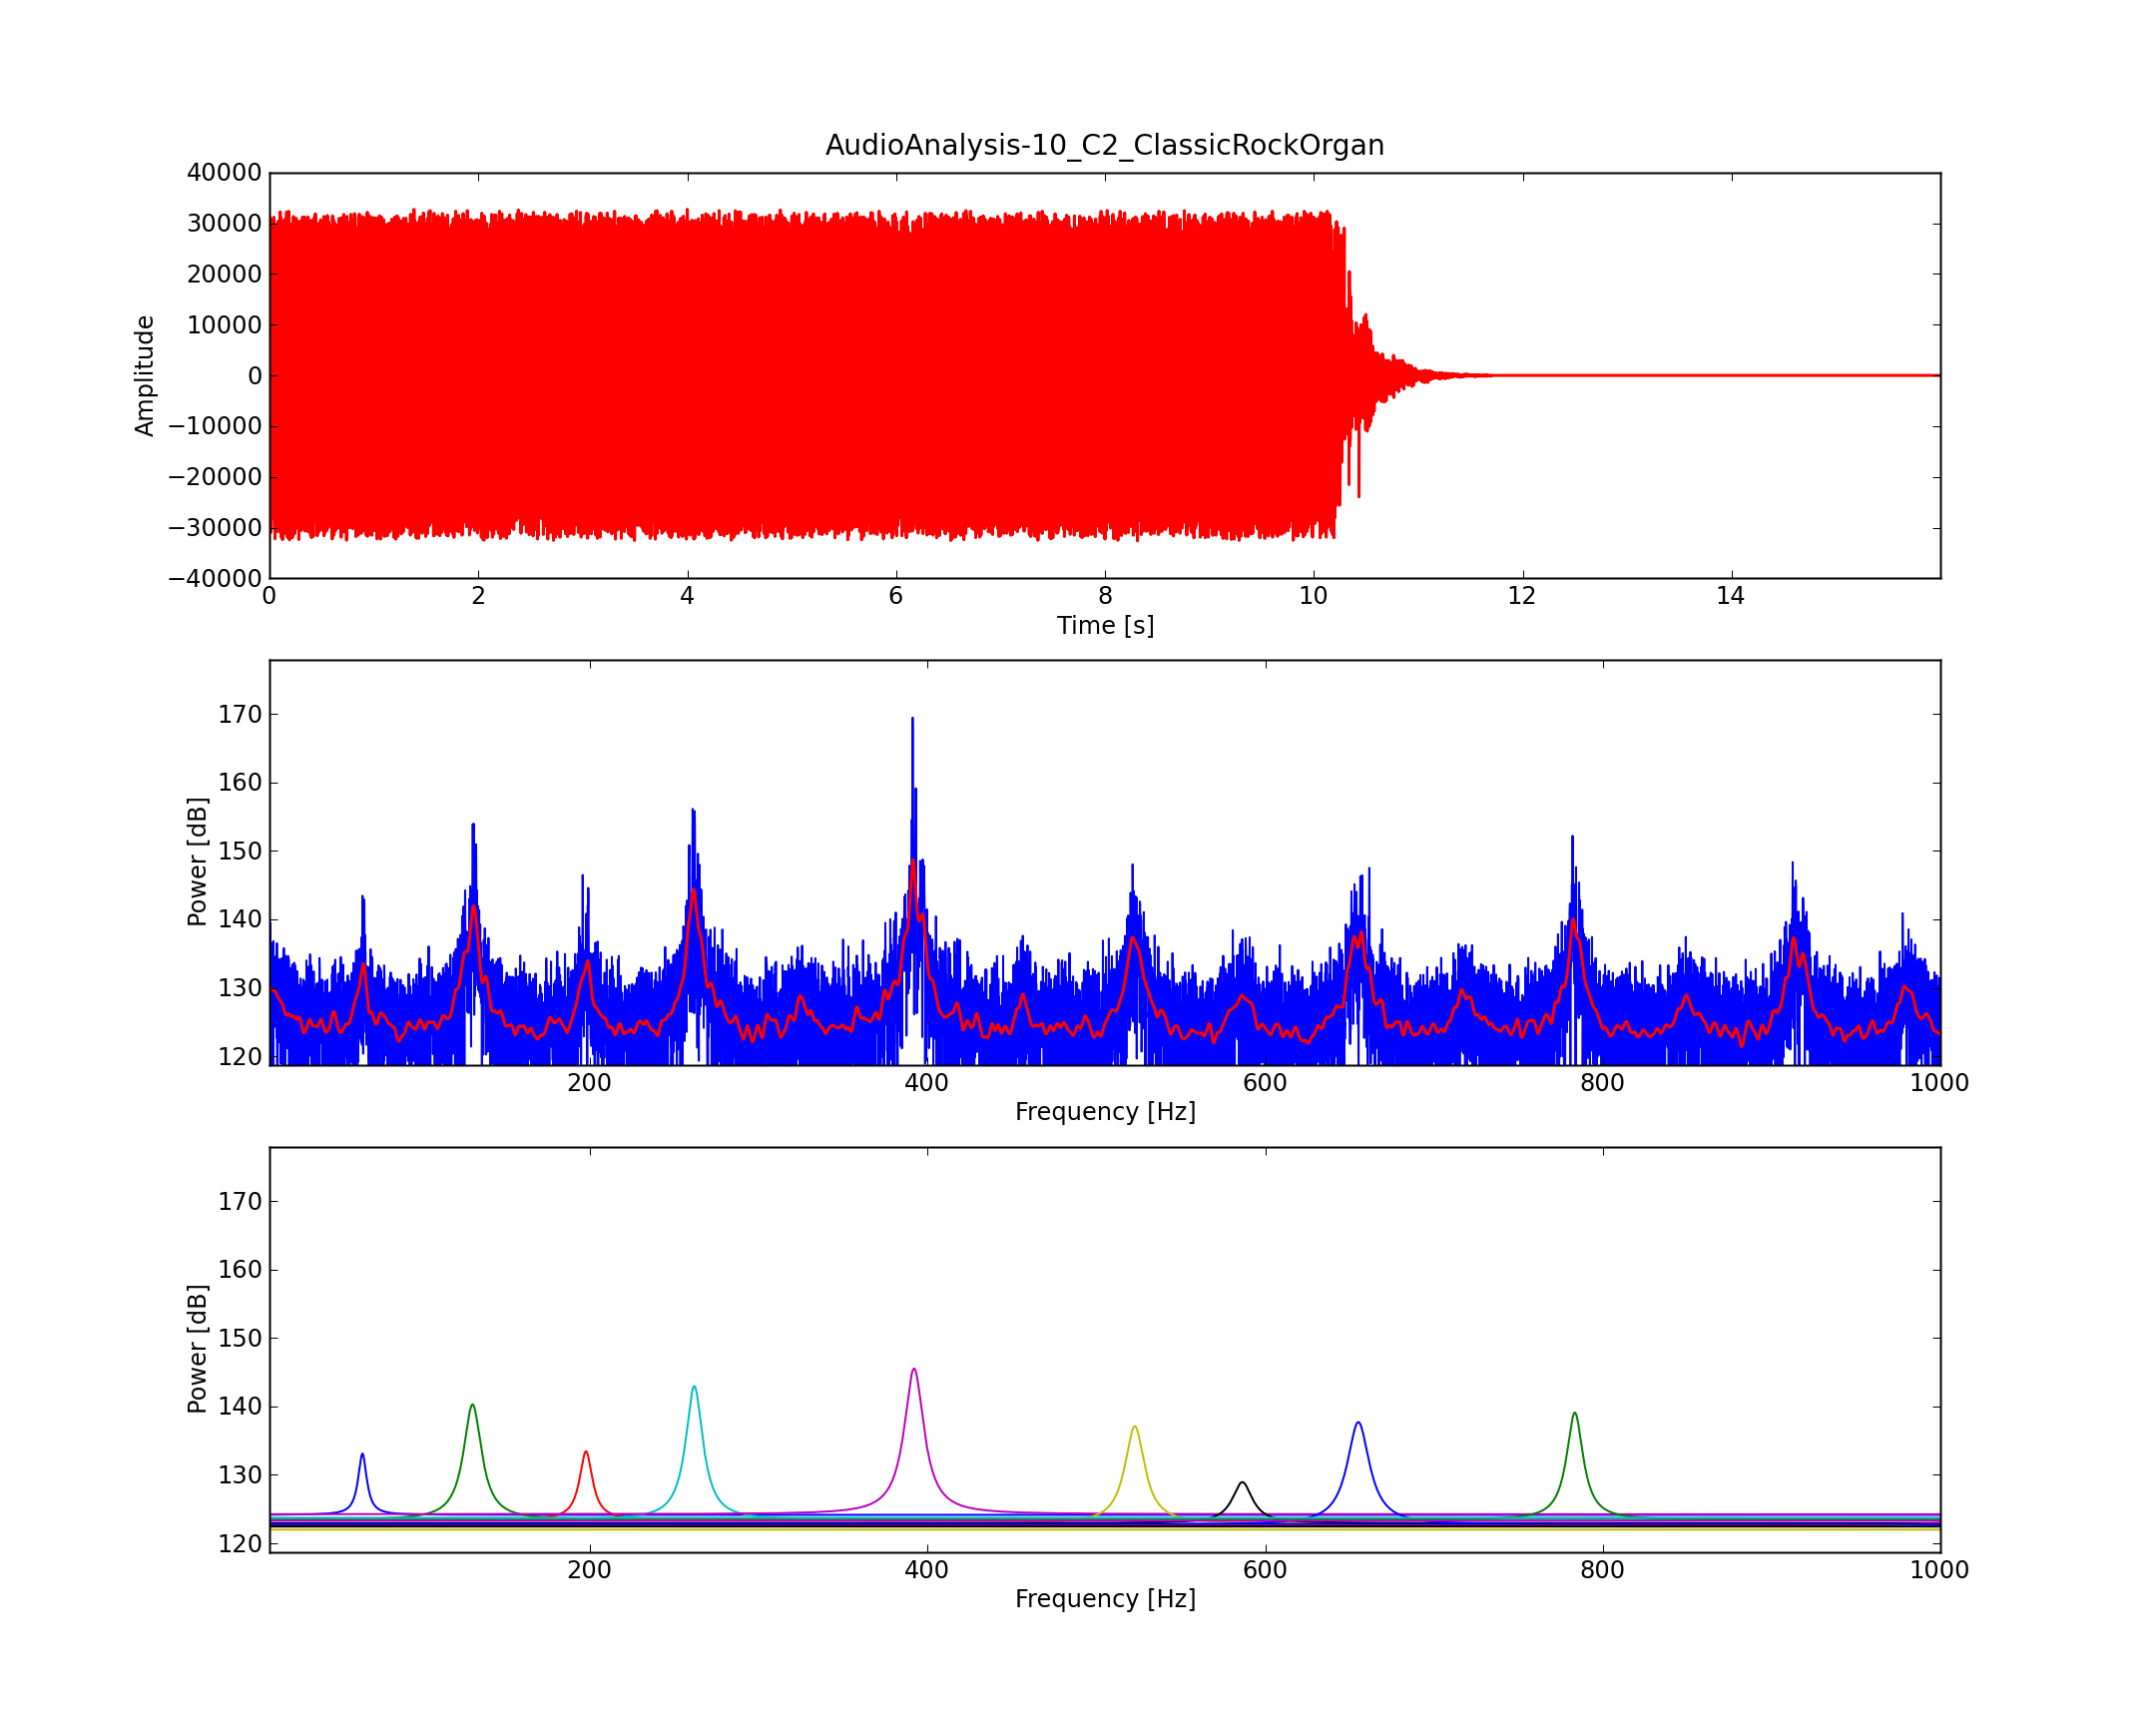 AudioAnalysis-10_C2_ClassicRockOrgan
40000
30000
20000
10000
0
−10000
−20000
−30000
−40000
Amplitude
0 2 4 6 8 10 12 14
Time [s]
170
160
150
140
130
120
Power [dB]
200 400 600 800 1000
Frequency [Hz]
170
160
150
140
130
120
Power [dB]
200 400 600 800 1000
Frequency [Hz]